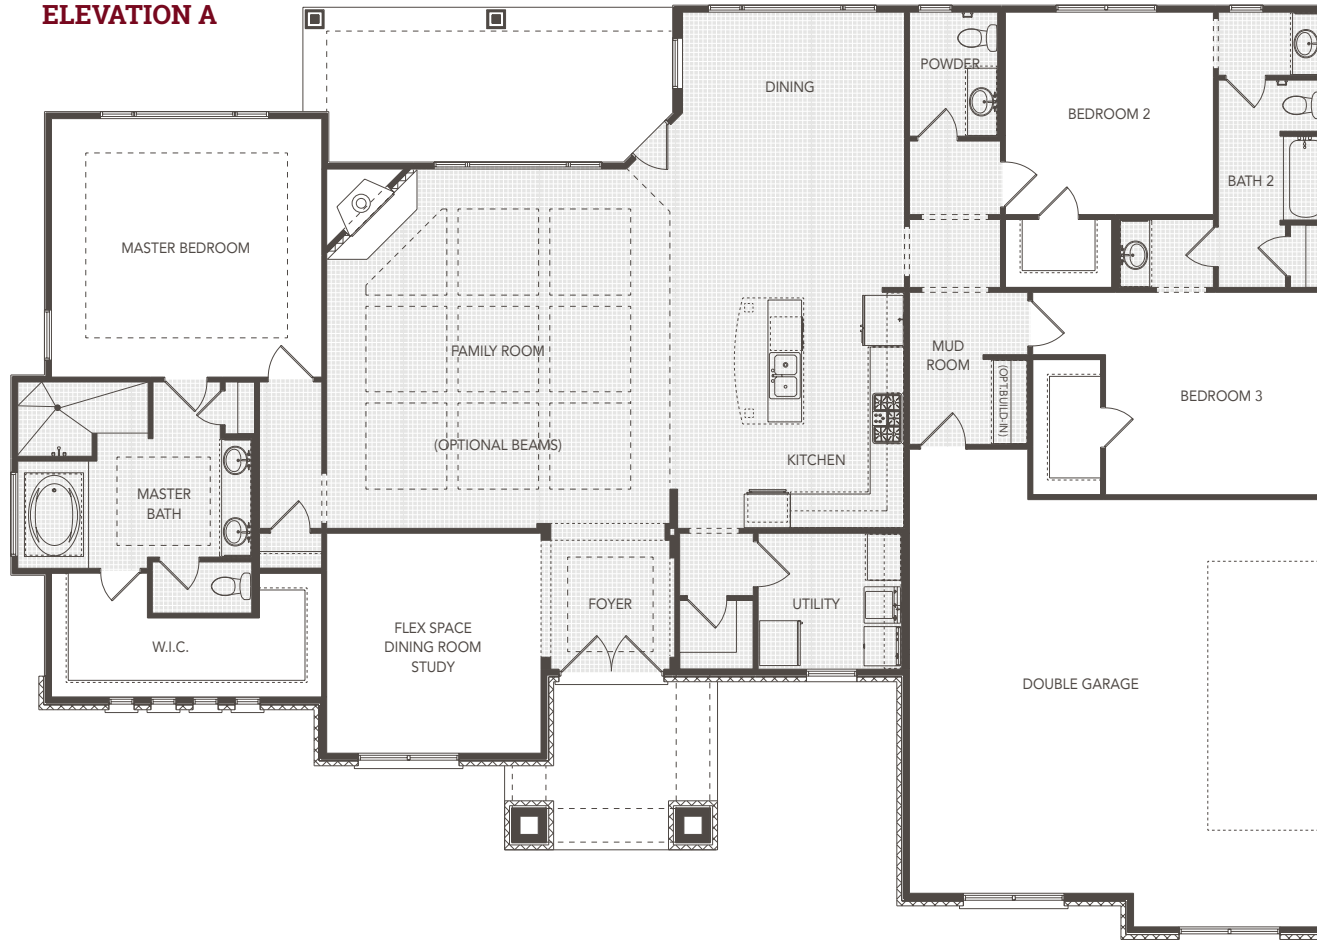 ELEVATION A
POWDER
DINING
BEDROOM 2
BATH 2
MASTER BEDROOM
FAMILY ROOM
MUD
ROOM
(OPT.BUILD-IN)
BEDROOM 3
(OPTIONAL BEAMS)
KITCHEN
MASTER
BATH
FOYER
UTILITY
FLEX SPACE
DINING ROOM
STUDY
W.I.C.
DOUBLE GARAGE